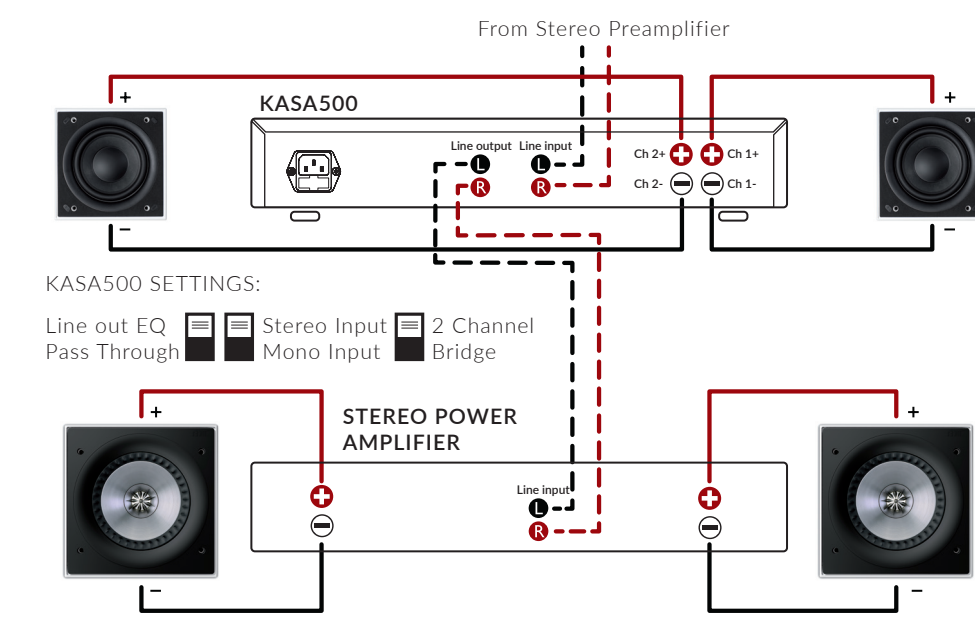 From Stereo Preamplifier
+
+
KASA500
Line output Line input
L L
R R
Ch 2+ + + Ch 1+
Ch 2- − − Ch 1-
−
−
KASA500 SETTINGS:
Line out EQ Stereo Input 2 Channel
Pass Through Mono Input Bridge
+
+
STEREO POWER
AMPLIFIER
Line input
+ L +
− R −
−
−